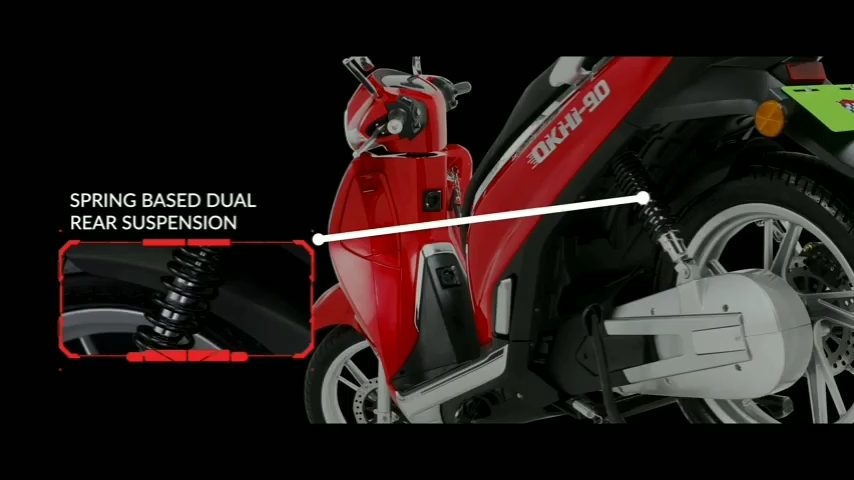 OKHI-90
SPRING BASED DUAL
REAR SUSPENSION